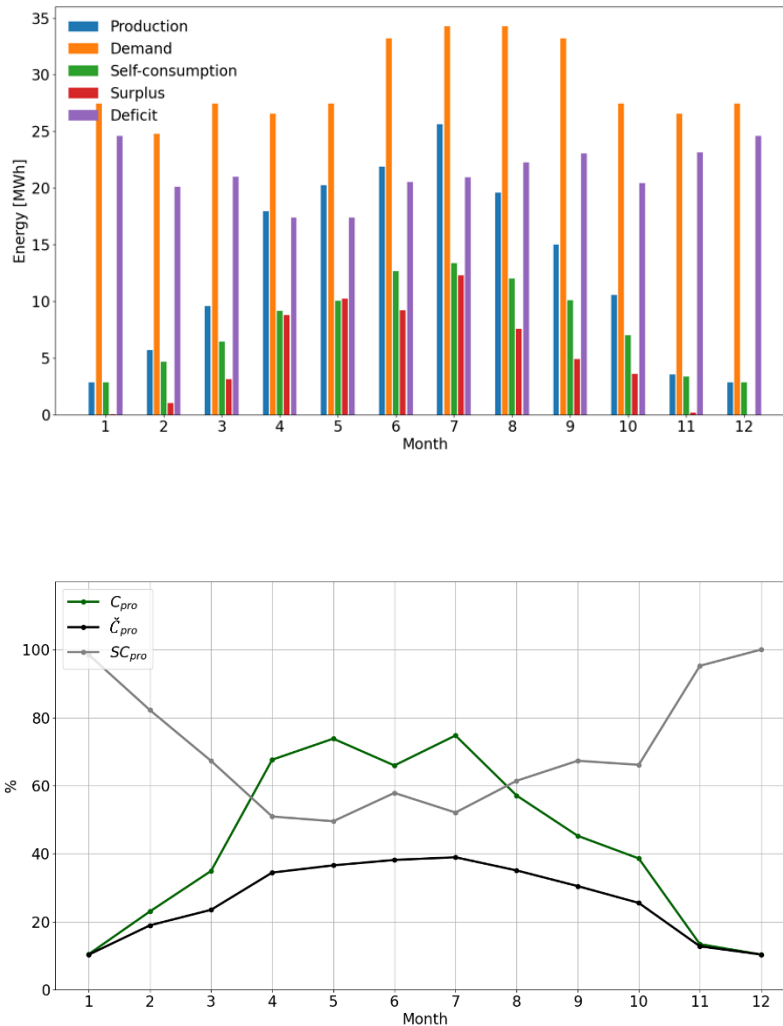 35
30
25
20
15
10
5
0
Energy [MWh]
Production
Demand
Self-consumption
Surplus
Deficit
1 2 3 4 5 6 7 8 9 10 11 12
Month
100
80
60
40
20
0
%
C_pro
Č_pro
SC_pro
1 2 3 4 5 6 7 8 9 10 11 12
Month